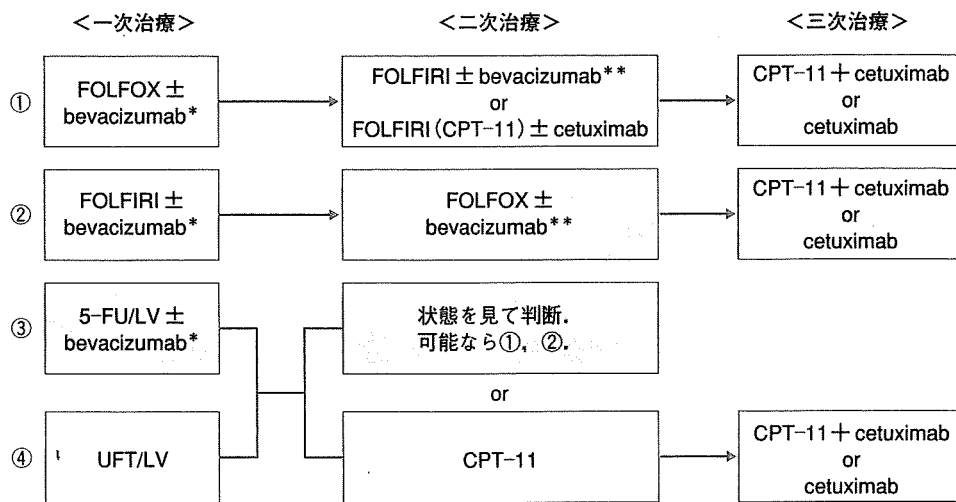 ＜一次治療＞
＜二次治療＞
＜三次治療＞
①
FOLFOX ±
bevacizumab*
FOLFIRI ± bevacizumab**
or
FOLFIRI (CPT-11) ± cetuximab
CPT-11＋cetuximab
or
cetuximab
②
FOLFIRI ±
bevacizumab*
FOLFOX ±
bevacizumab**
CPT-11＋cetuximab
or
cetuximab
③
5-FU/LV ±
bevacizumab*
状態を見て判断．
可能なら①，②．
or
④
UFT/LV
CPT-11
CPT-11＋cetuximab
or
cetuximab